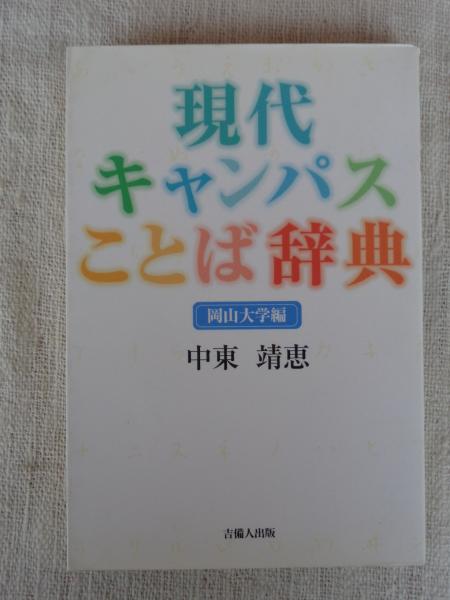 現代
キャンパス
ことば辞典
岡山大学編
中東 靖恵
吉備人出版